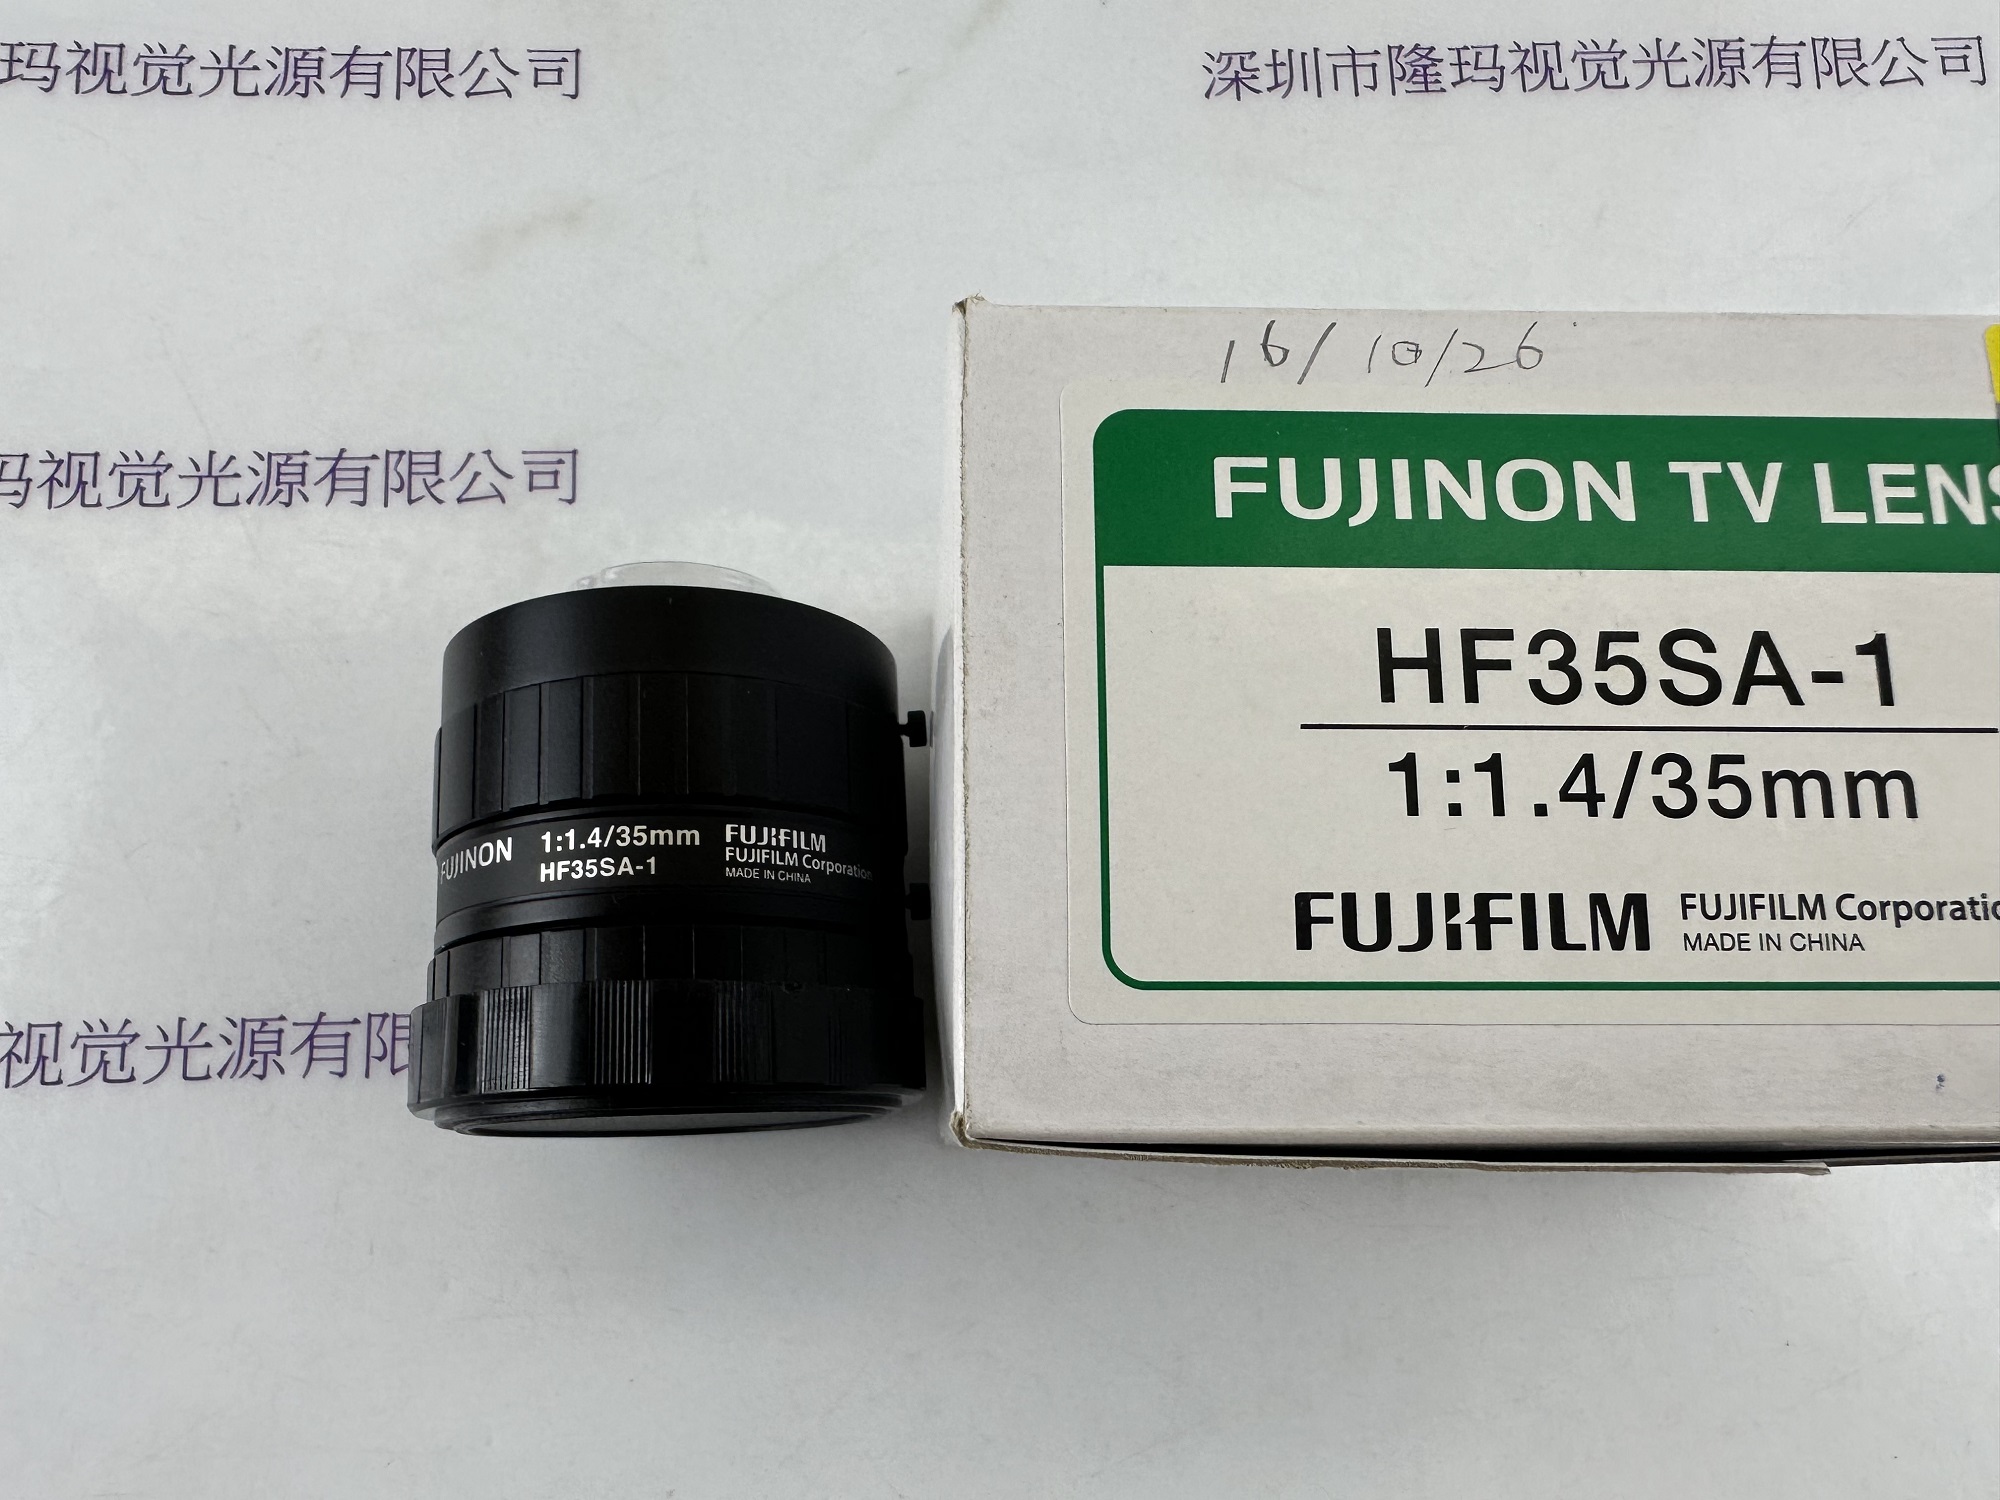 玛视觉光源有限公司
深圳市隆玛视觉光源有限公司
16/10/26
FUJINON TV LENS
玛视觉光源有限公司
HF35SA-1
1:1.4/35mm
FUJIFILM FUJIFILM Corporatio
MADE IN CHINA
FUJINON 1:1.4/35mm FUJIFILM
HF35SA-1 FUJIFILM Corporation
MADE IN CHINA
视觉光源有限